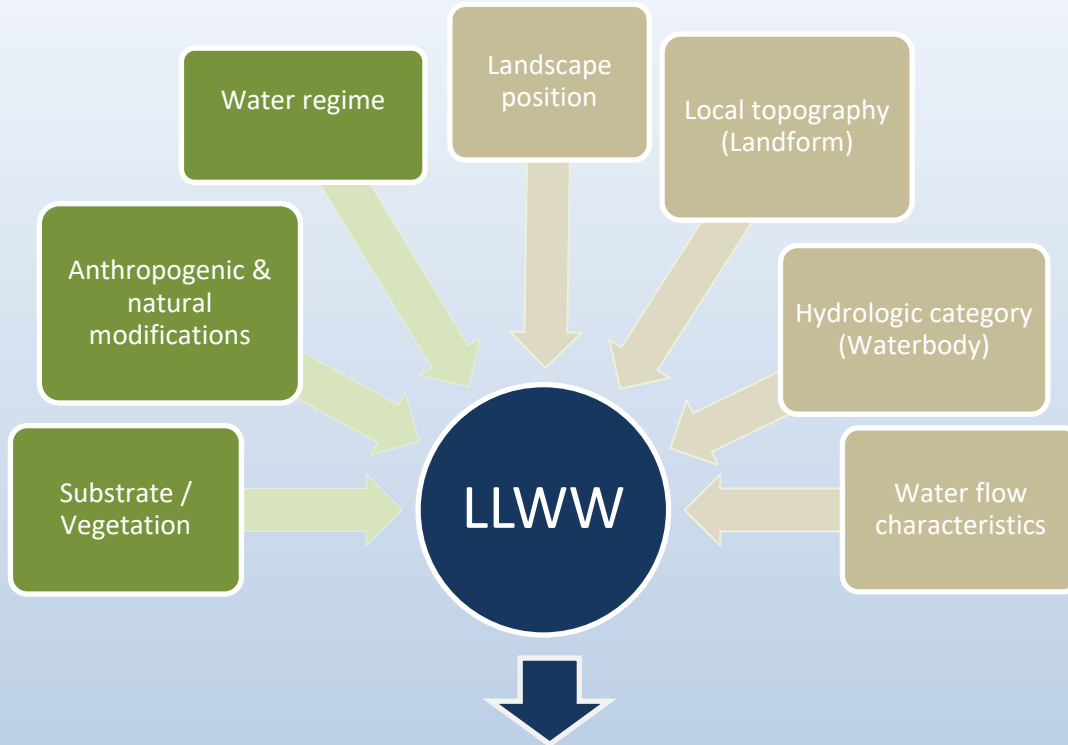 Water regime
Landscape
position
Local topography
(Landform)
Anthropogenic &
natural
modifications
Hydrologic category
(Waterbody)
Substrate /
Vegetation
LLWW
Water flow
characteristics